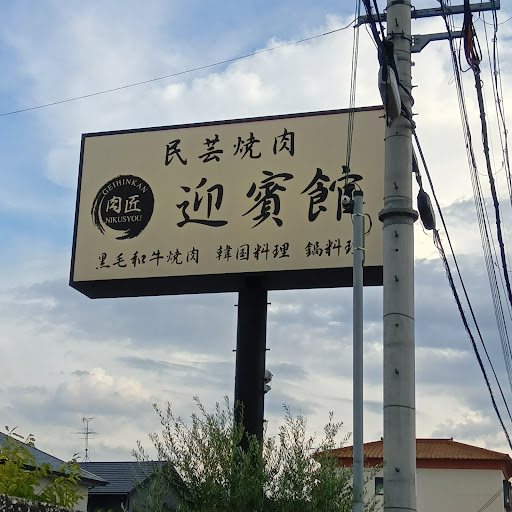 民芸焼肉
GEIHINKAN
肉匠
NIKUSYOU
迎賓館
黒毛和牛焼肉 韓国料理 鍋料理